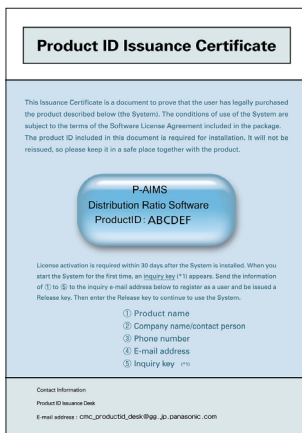 Product ID Issuance Certificate
This Issuance Certificate is a document to prove that the user has legally purchased
the product described below (the System). The conditions of use of the System are
subject to the terms of the Software License Agreement included in the package.
The product ID included in this document is required for installation. It will not be
reissued, so please keep it in a safe place together with the product.
P-AIMS
Distribution Ratio Software
ProductID : ABCDEF
License activation is required within 30 days after the System is installed. When you
start the System for the first time, an inquiry key (*1) appears. Send the information
of ① to ⑤ to the inquiry e-mail address below to register as a user and be issued a
Release key. Then enter the Release key to continue to use the System.
① Product name
② Company name/contact person
③ Phone number
④ E-mail address
⑤ Inquiry key (*1)
Contact Information
Product ID Issuance Desk
E-mail address : cmc_productid_desk@gg.jp.panasonic.com